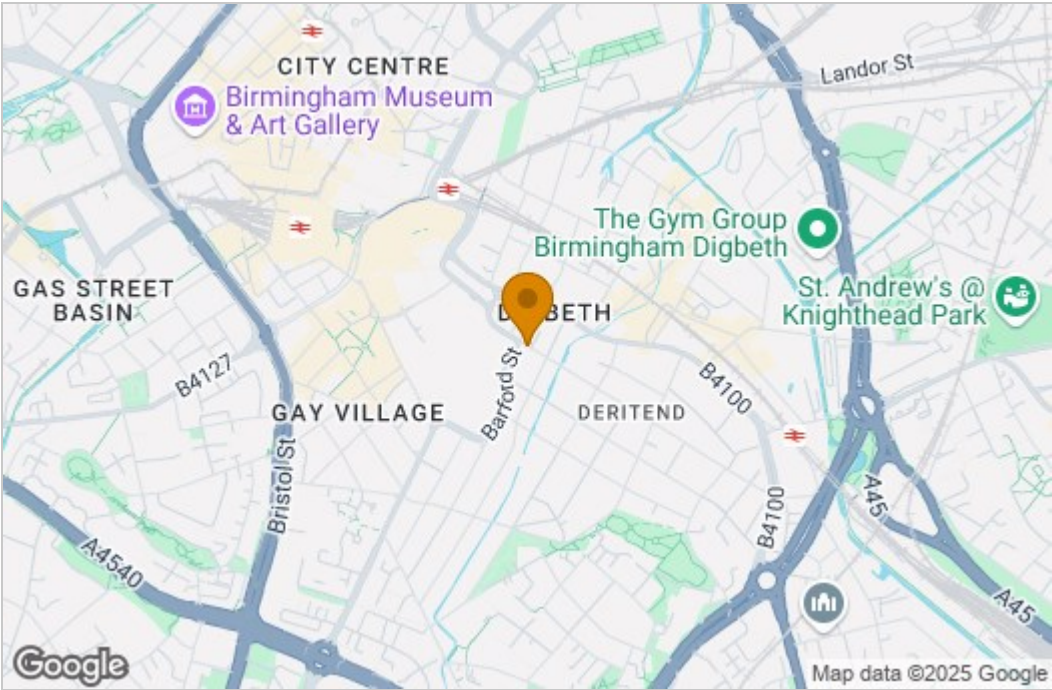 CITY CENTRE
Landor St
Birmingham Museum
& Art Gallery
The Gym Group
Birmingham Digbeth
St. Andrew's @
Knighthead Park
GAS STREET
BASIN
BETH
Barford St
B4127
B4100
GAY VILLAGE
DERITEND
Bristol St
A4540
B4100
A45
A45
Google
Map data ©2025 Google